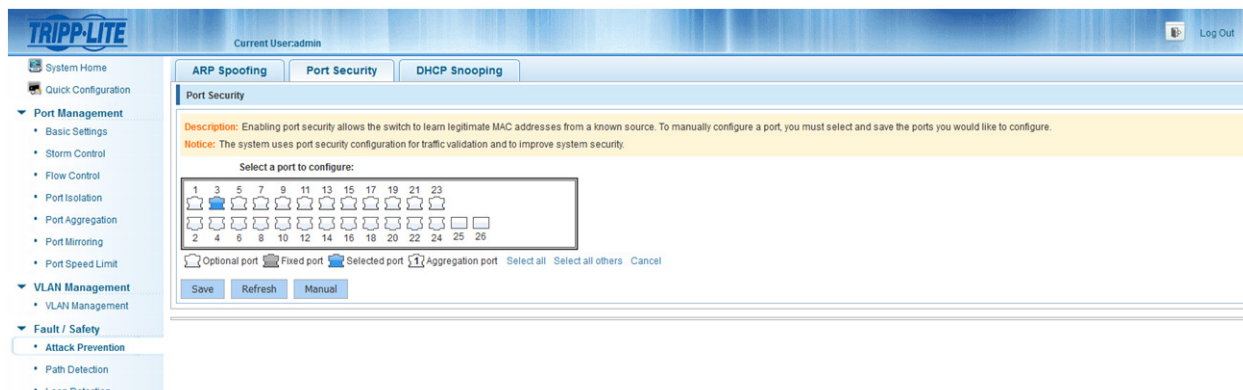 TRIPP·LITE
Current User:admin
Log Out
System Home
Quick Configuration
Port Management
Basic Settings
Storm Control
Flow Control
Port Isolation
Port Aggregation
Port Mirroring
Port Speed Limit
VLAN Management
VLAN Management
Fault / Safety
Attack Prevention
Path Detection
Loop Detection
ARP Spoofing Port Security DHCP Snooping
Port Security
Description: Enabling port security allows the switch to learn legitimate MAC addresses from a known source. To manually configure a port, you must select and save the ports you would like to configure.
Notice: The system uses port security configuration for traffic validation and to improve system security.
Select a port to configure:
1 3 5 7 9 11 13 15 17 19 21 23
2 4 6 8 10 12 14 16 18 20 22 24 25 26
Optional port Fixed port Selected port 1 Aggregation port Select all Select all others Cancel
Save Refresh Manual